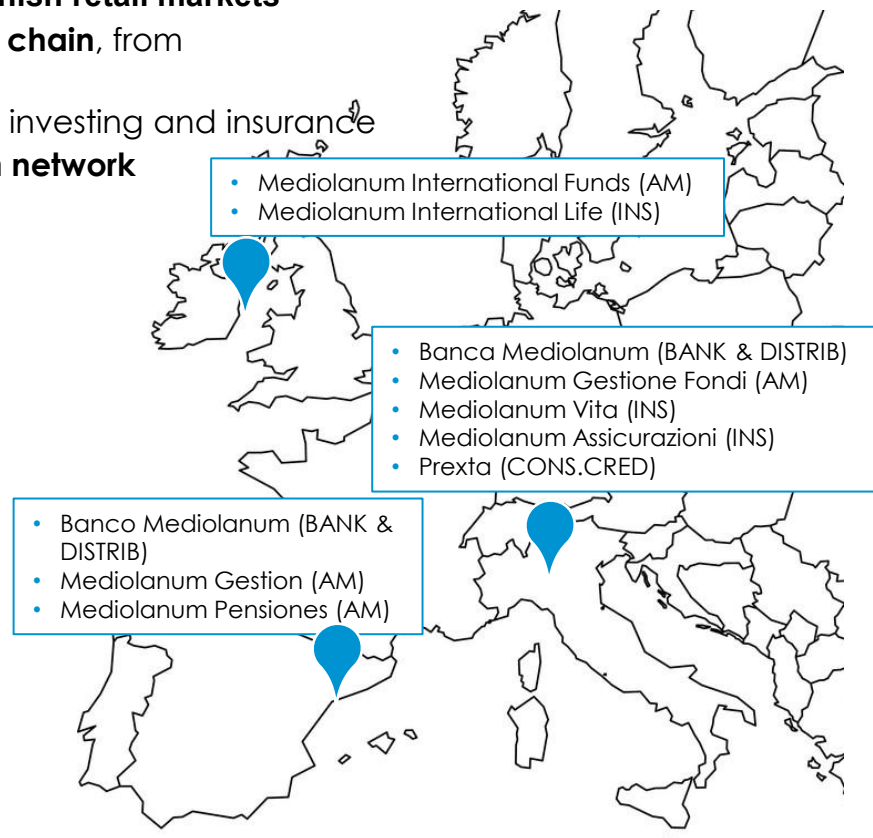 retail markets
chain, from
investing and insurance
network
• Mediolanum International Funds (AM)
• Mediolanum International Life (INS)
• Banca Mediolanum (BANK & DISTRIB)
• Mediolanum Gestione Fondi (AM)
• Mediolanum Vita (INS)
• Mediolanum Assicurazioni (INS)
• Prexta (CONS.CRED)
• Banco Mediolanum (BANK &
DISTRIB)
• Mediolanum Gestion (AM)
• Mediolanum Pensiones (AM)